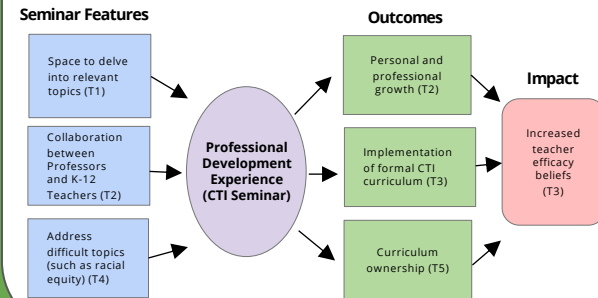 Seminar Features
Outcomes
Impact
Space to delve
into relevant
topics (T1)
Collaboration
between
Professors
and K-12
Teachers (T2)
Address
difficult topics
(such as racial
equity) (T4)
Professional
Development
Experience
(CTI Seminar)
Personal and
professional
growth (T2)
Implementation
of formal CTI
curriculum (T3)
Curriculum
ownership (T5)
Increased
teacher
efficacy
beliefs
(T3)